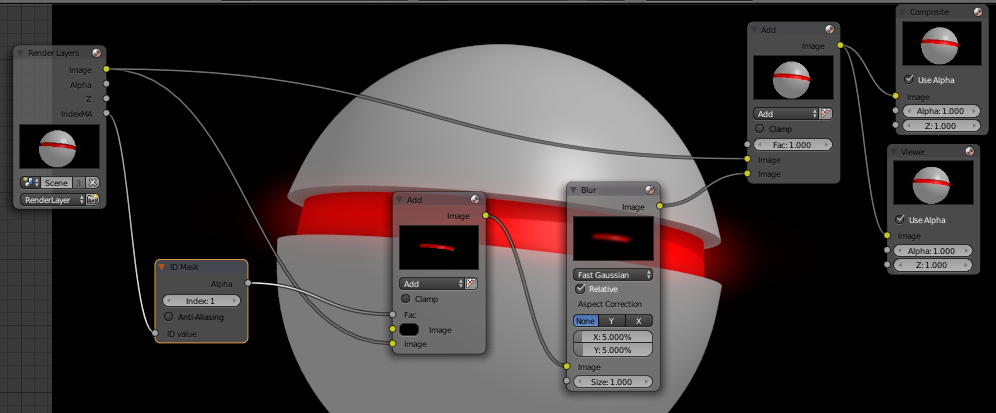 Render Layers
Image
Alpha
Z
IndexMA
Scene 3
RenderLayer
ID Mask
Alpha
Index: 1
Anti-Aliasing
ID value
Add
Image
Add
Clamp
Fac
Image
Image
Blur
Image
Fast Gaussian
Relative
Aspect Correction
None Y X
X: 5.000%
Y: 5.000%
Image
Size: 1.000
Add
Image
Add
Clamp
Fac: 1.000
Image
Image
Composite
Use Alpha
Image
Alpha: 1.000
Z: 1.000
Viewer
Use Alpha
Image
Alpha: 1.000
Z: 1.000